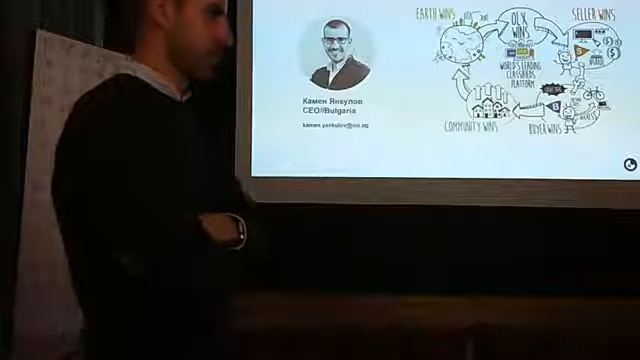 EARTH WINS
OLX
WINS
SELLER WINS
WORLD'S LEADING
CLASSIFIEDS
PLATFORM
Камен Янкулов
CEO//Bulgaria
kamen.yankulov@olx.bg
COMMUNITY WINS
BUYER WINS
S
B
$